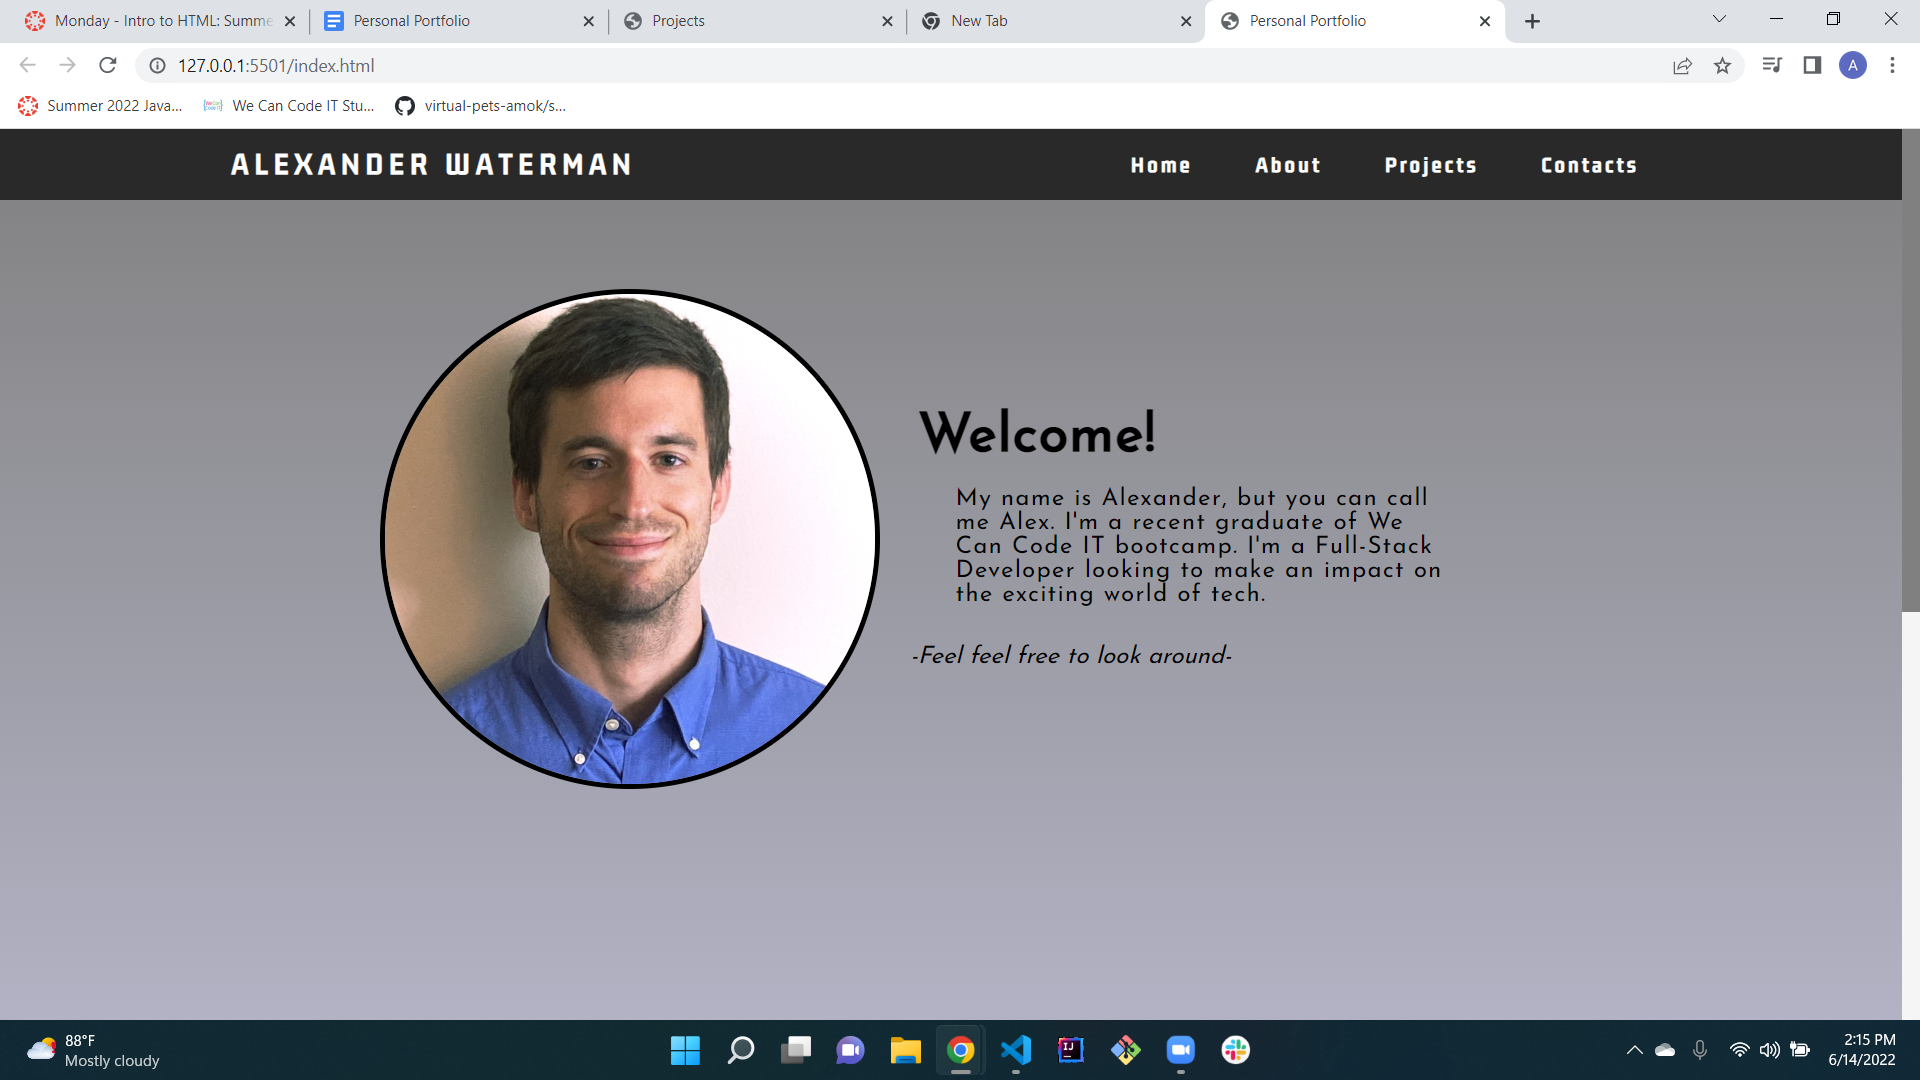 Monday - Intro to HTML: Summe
Personal Portfolio
Projects
New Tab
Personal Portfolio
127.0.0.1:5501/index.html
A
Summer 2022 Java...
We Can Code IT Stu...
virtual-pets-amok/s...
ALEXANDER WATERMAN
Home
About
Projects
Contacts
Welcome!
My name is Alexander, but you can call
me Alex. I'm a recent graduate of We
Can Code IT bootcamp. I'm a Full-Stack
Developer looking to make an impact on
the exciting world of tech.
-Feel feel free to look around-
88°F
Mostly cloudy
IJ
2:15 PM
6/14/2022